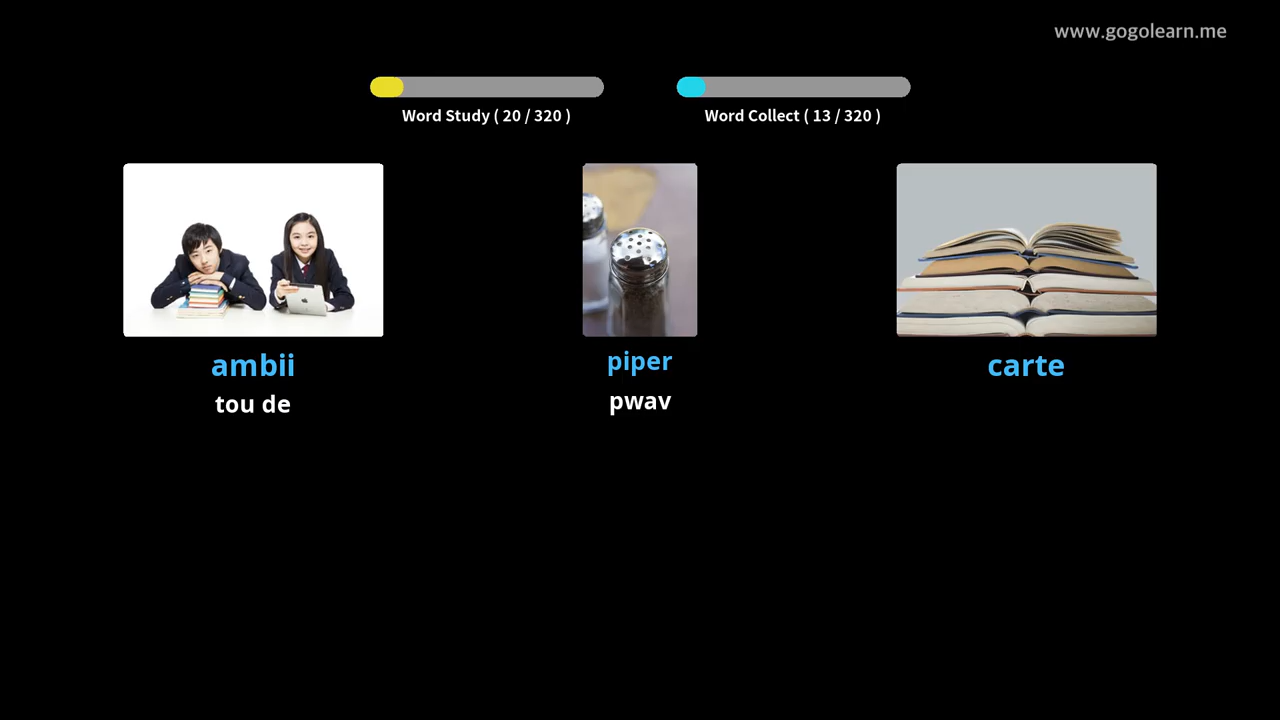 www.gogolearn.me
Word Study ( 20 / 320 )
Word Collect ( 13 / 320 )
ambii
tou de
piper
pwav
carte